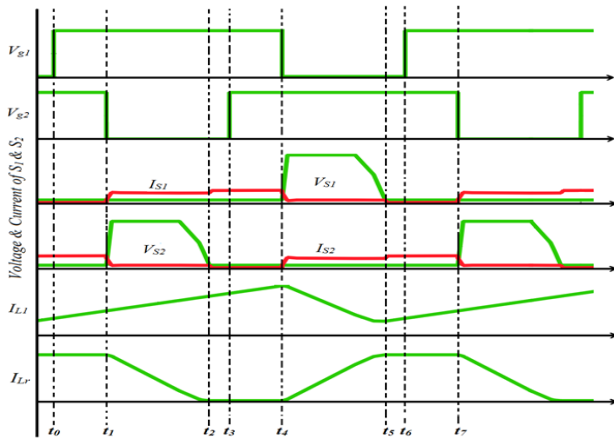 Voltage & Current of S1 & S2
Vg1
Vg2
IS1
VS1
VS2
IS2
IL1
ILr
t0 t1 t2 t3 t4 t5 t6 t7